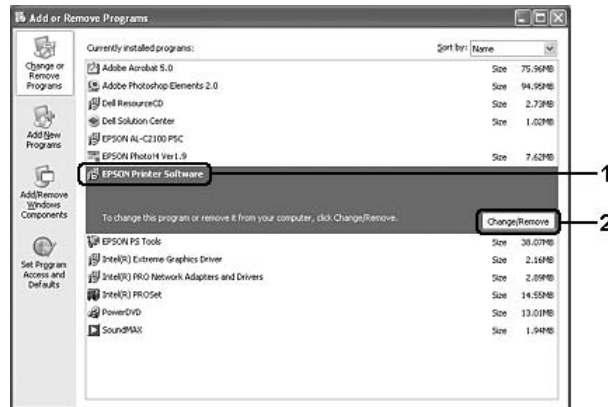 Add or Remove Programs
Change or
Remove
Programs
Add New
Programs
Add/Remove
Windows
Components
Set Program
Access and
Defaults
Currently installed programs:
Sort by: Name
Adobe Acrobat 5.0 Size 75.96MB
Adobe Photoshop Elements 2.0 Size 94.95MB
Dell ResourceCD Size 2.73MB
Dell Solution Center Size 1.02MB
EPSON AL-C2100 PSC
EPSON Photo!4 Ver1.9 Size 7.62MB
EPSON Printer Software
1
To change this program or remove it from your computer, click Change/Remove.
Change/Remove
2
EPSON PS Tools Size 38.07MB
Intel(R) Extreme Graphics Driver Size 2.16MB
Intel(R) PRO Network Adapters and Drivers Size 2.89MB
Intel(R) PROSet Size 14.55MB
PowerDVD Size 13.01MB
SoundMAX Size 1.94MB